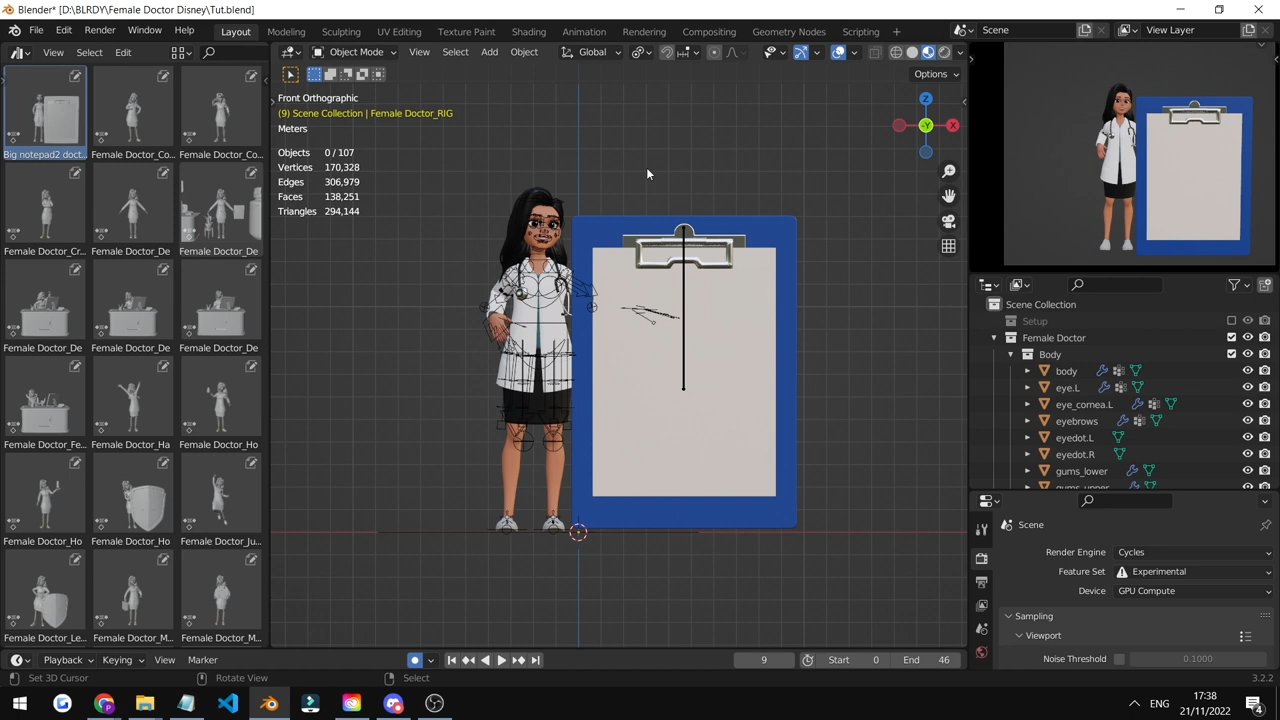 Blender* [D:\BLRDY\Female Doctor Disney\Tut.blend]
File Edit Render Window Help Layout Modeling Sculpting UV Editing Texture Paint Shading Animation Rendering Compositing Geometry Nodes Scripting + Scene View Layer
View Select Edit Object Mode View Select Add Object Global
Options
Front Orthographic
(9) Scene Collection | Female Doctor_RIG
Meters
Objects 0 / 107
Vertices 170,328
Edges 306,979
Faces 138,251
Triangles 294,144
Z
X
-Y
Big notepad2 doct... Female Doctor_Co... Female Doctor_Co...
Female Doctor_Cr... Female Doctor_De Female Doctor_De
Female Doctor_De Female Doctor_De Female Doctor_De
Female Doctor_Fe... Female Doctor_Ha Female Doctor_Ho
Female Doctor_Ho Female Doctor_Ho Female Doctor_Ju...
Female Doctor_Le... Female Doctor_M... Female Doctor_M...
Scene Collection
Setup
Female Doctor
Body
body
eye.L
eye_cornea.L
eyebrows
eyedot.L
eyedot.R
gums_lower
gums_upper
Scene
Render Engine Cycles
Feature Set Experimental
Device GPU Compute
Sampling
Viewport
Noise Threshold 0.1000
Playback Keying View Marker 9 Start 0 End 46
Set 3D Cursor Rotate View Select 3.2.2
ENG 17:38
21/11/2022 4